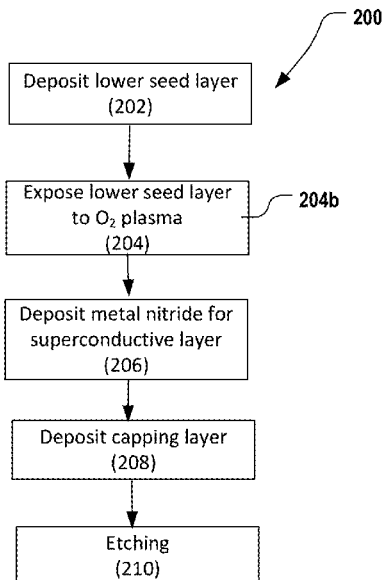 200
Deposit lower seed layer
(202)
Expose lower seed layer
to O₂ plasma
(204)
204b
Deposit metal nitride for
superconductive layer
(206)
Deposit capping layer
(208)
Etching
(210)